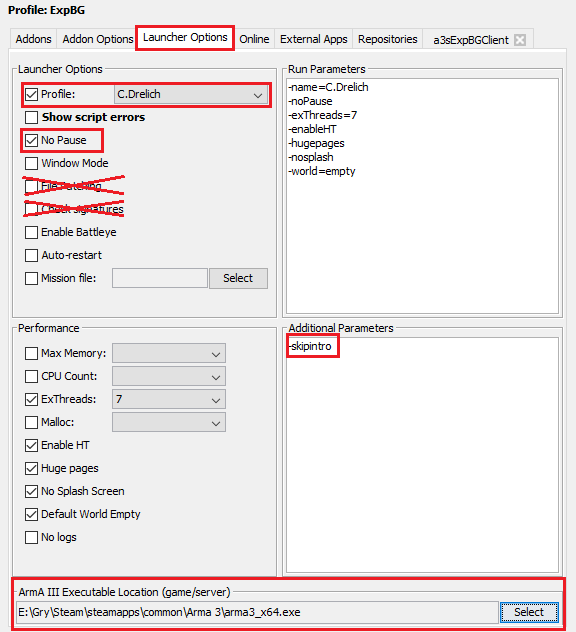 Profile: ExpBG
Addons
Addon Options
Launcher Options
Online
External Apps
Repositories
a3sExpBGClient
Launcher Options
Profile:
C.Drelich
Show script errors
No Pause
Window Mode
File Patching
Check signatures
Enable Battleye
Auto-restart
Mission file:
Select
Run Parameters
-name=C.Drelich
-noPause
-exThreads=7
-enableHT
-hugepages
-nosplash
-world=empty
Performance
Max Memory:
CPU Count:
ExThreads:
7
Malloc:
Enable HT
Huge pages
No Splash Screen
Default World Empty
No logs
Additional Parameters
-skipintro
ArmA III Executable Location (game/server)
E:\Gry\Steam\steamapps\common\Arma 3\arma3_x64.exe
Select